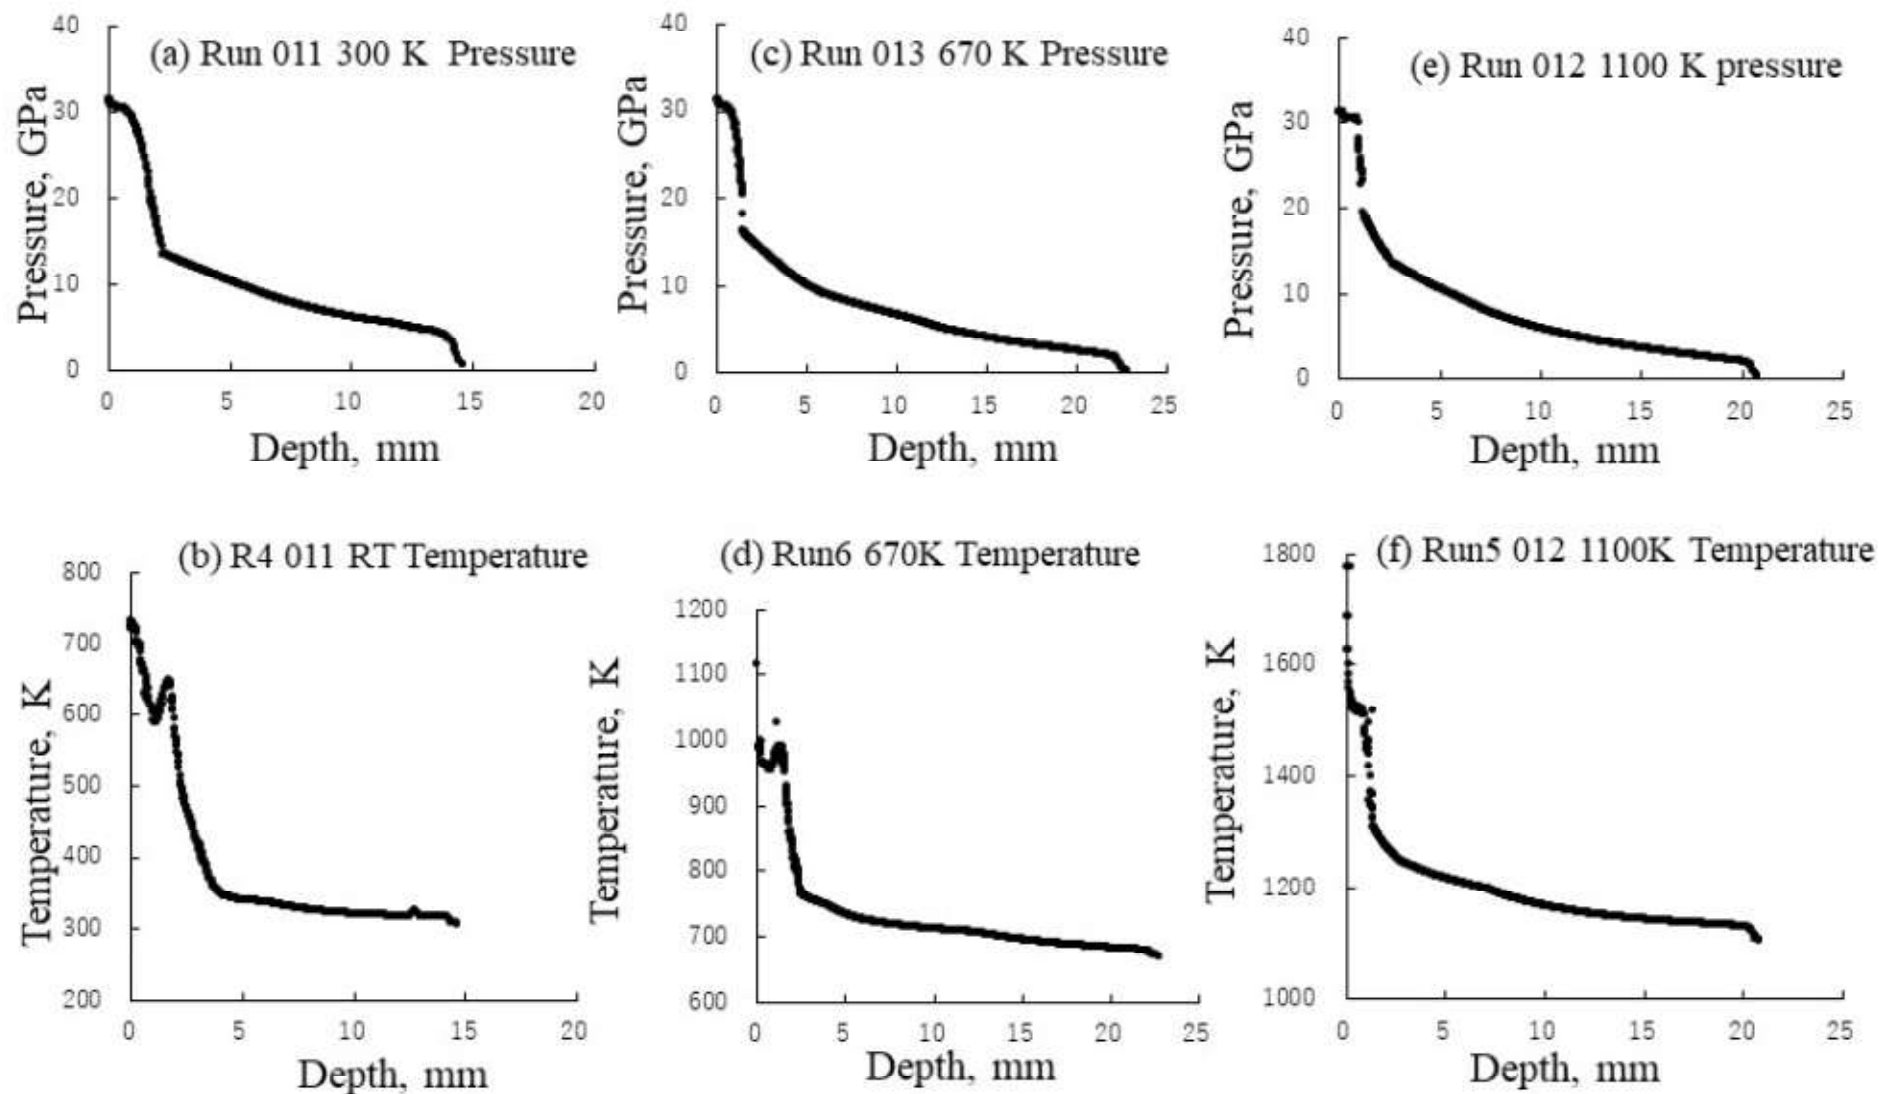 (a) Run 011 300 K Pressure
Pressure, GPa
40
30
20
10
0
0 5 10 15 20
Depth, mm
(c) Run 013 670 K Pressure
Pressure, GPa
40
30
20
10
0
0 5 10 15 20 25
Depth, mm
(e) Run 012 1100 K pressure
Pressure, GPa
40
30
20
10
0
0 5 10 15 20 25
Depth, mm
(b) R4 011 RT Temperature
Temperature, K
800
700
600
500
400
300
200
0 5 10 15 20
Depth, mm
(d) Run6 670K Temperature
Temperature, K
1200
1100
1000
900
800
700
600
0 5 10 15 20 25
Depth, mm
(f) Run5 012 1100K Temperature
Temperature, K
1800
1600
1400
1200
1000
0 5 10 15 20 25
Depth, mm